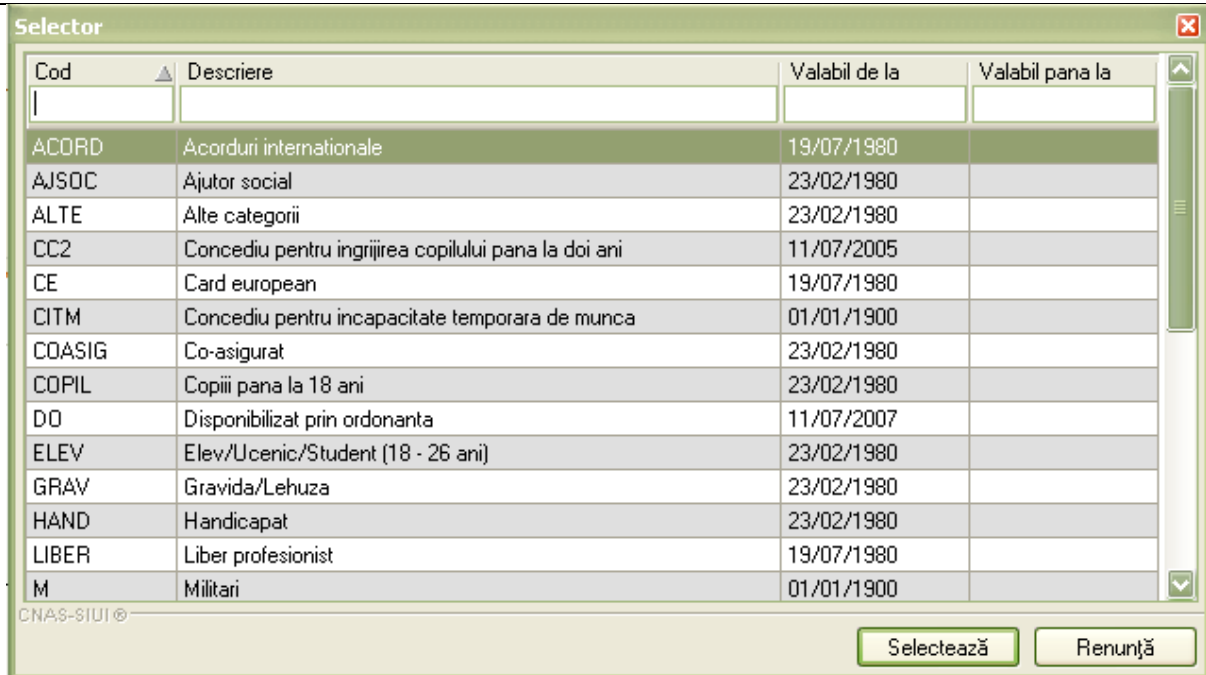 Selector
Cod Descriere Valabil de la Valabil pana la
ACORD Acorduri internationale 19/07/1980
AJSOC Ajutor social 23/02/1980
ALTE Alte categorii 23/02/1980
CC2 Concediu pentru ingrijirea copilului pana la doi ani 11/07/2005
CE Card european 19/07/1980
CITM Concediu pentru incapacitate temporara de munca 01/01/1900
COASIG Co-asigurat 23/02/1980
COPIL Copiii pana la 18 ani 23/02/1980
DO Disponibilizat prin ordonanta 11/07/2007
ELEV Elev/Ucenic/Student (18 - 26 ani) 23/02/1980
GRAV Gravida/Lehuza 23/02/1980
HAND Handicapat 23/02/1980
LIBER Liber profesionist 19/07/1980
M Militari 01/01/1900
CNAS-SIUI ®
Selectează Renunţă